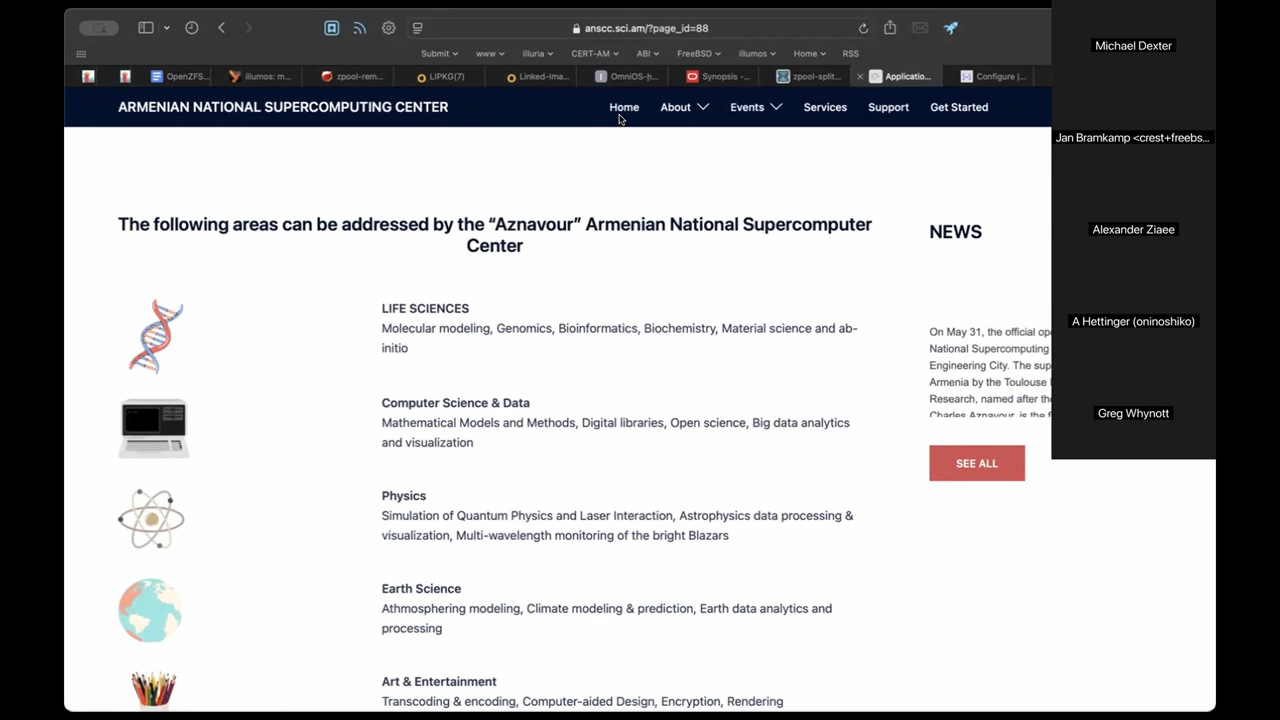 anscc.sci.am/?page_id=88
Submit www illuria CERT-AM ABI FreeBSD illumos Home RSS
OpenZFS... illumos: m... zpool-rem... LIPKG(7) Linked-Ima... OmniOS-h... Synopsis -... zpool-split... Applicatio... Configure |...
ARMENIAN NATIONAL SUPERCOMPUTING CENTER
Home About Events Services Support Get Started
The following areas can be addressed by the “Aznavour” Armenian National Supercomputer
Center
LIFE SCIENCES
Molecular modeling, Genomics, Bioinformatics, Biochemistry, Material science and ab-
initio
Computer Science & Data
Mathematical Models and Methods, Digital libraries, Open science, Big data analytics
and visualization
Physics
Simulation of Quantum Physics and Laser Interaction, Astrophysics data processing &
visualization, Multi-wavelength monitoring of the bright Blazars
Earth Science
Athmosphering modeling, Climate modeling & prediction, Earth data analytics and
processing
Art & Entertainment
Transcoding & encoding, Computer-aided Design, Encryption, Rendering
NEWS
On May 31, the official op
National Supercomputing
Engineering City. The sup
Armenia by the Toulouse
Research, named after the
Charles Aznavour, is the f
SEE ALL
Michael Dexter
Jan Bramkamp <crest+freebs...
Alexander Ziaee
A Hettinger (oninoshiko)
Greg Whynott